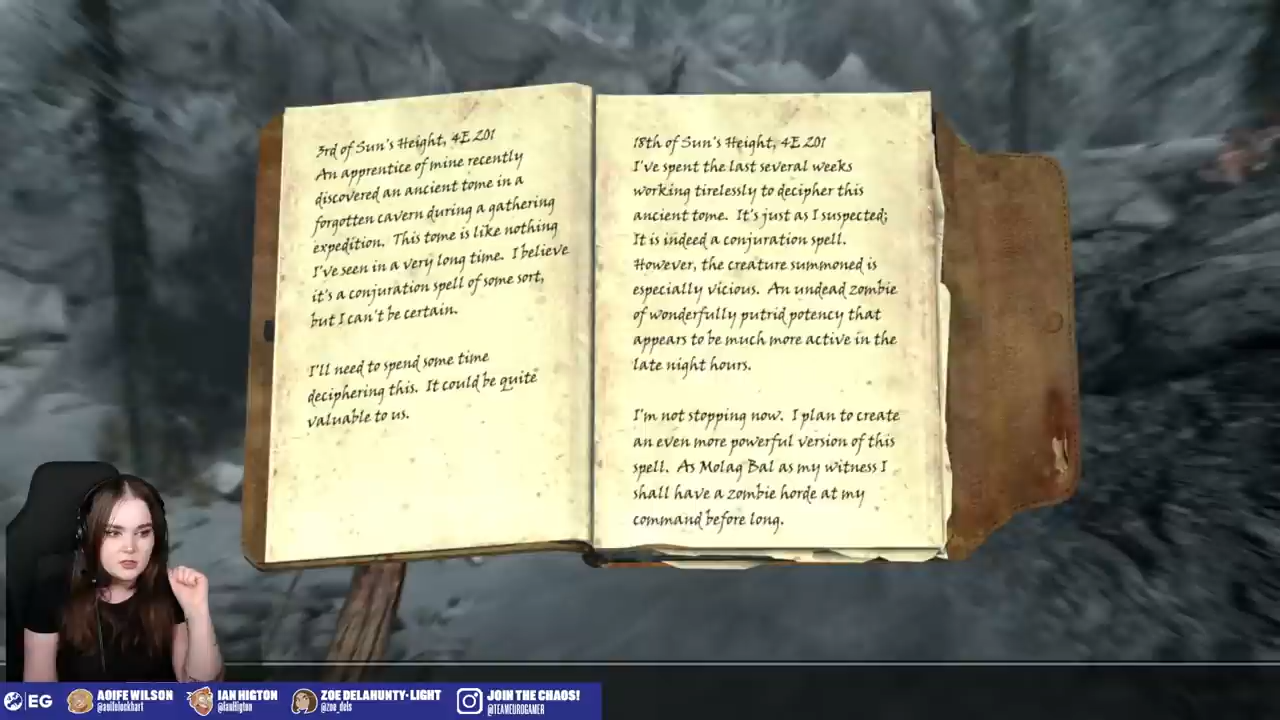 3rd of Sun's Height, 4E 201
An apprentice of mine recently
discovered an ancient tome in a
forgotten cavern during a gathering
expedition. This tome is like nothing
I've seen in a very long time. I believe
it's a conjuration spell of some sort,
but I can't be certain.
I'll need to spend some time
deciphering this. It could be quite
valuable to us.
18th of Sun's Height, 4E 201
I've spent the last several weeks
working tirelessly to decipher this
ancient tome. It's just as I suspected;
It is indeed a conjuration spell.
However, the creature summoned is
especially vicious. An undead zombie
of wonderfully putrid potency that
appears to be much more active in the
late night hours.
I'm not stopping now. I plan to create
an even more powerful version of this
spell. As Molag Bal as my witness I
shall have a zombie horde at my
command before long.
EG
AOIFE WILSON
@aoifelockhart
IAN HIGTON
@IanHigton
ZOE DELAHUNTY-LIGHT
@zoe_dels
JOIN THE CHAOS!
@TEAMEUROGAMER